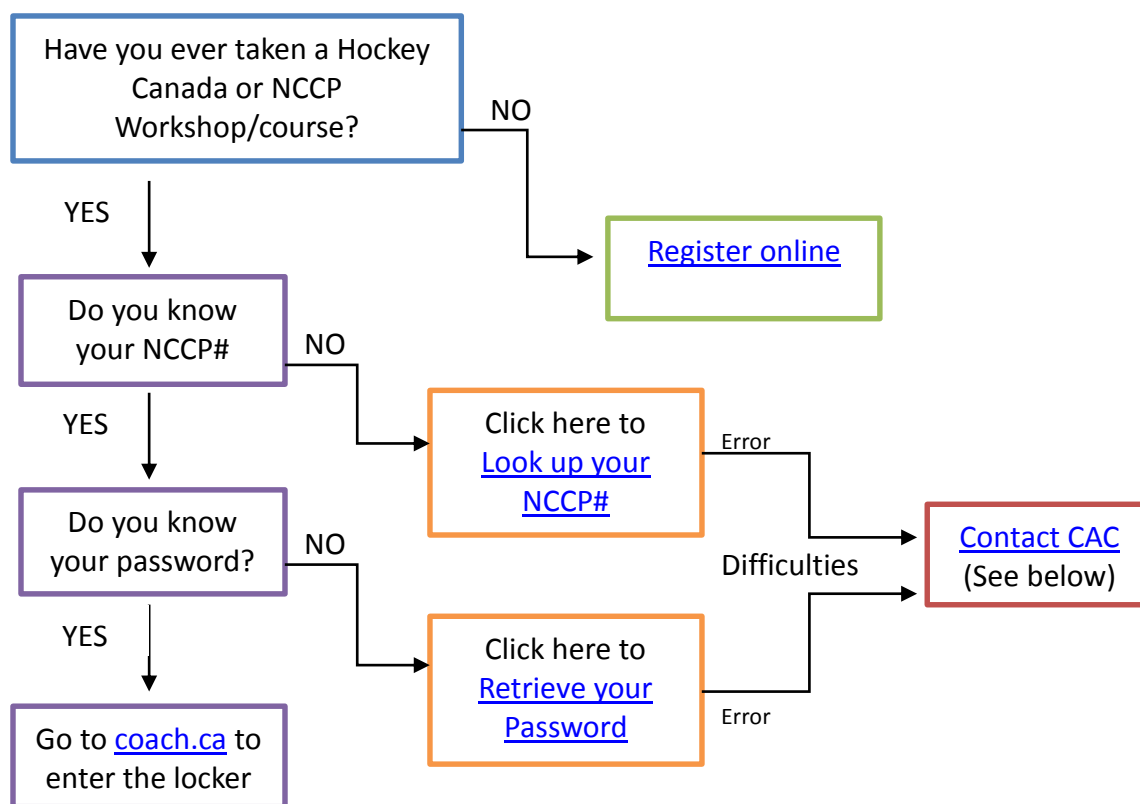 Have you ever taken a Hockey
Canada or NCCP
Workshop/course?
NO
YES
Register online
Do you know
your NCCP#
NO
YES
Click here to
Look up your
NCCP#
Error
Do you know
your password?
NO
Difficulties
Contact CAC
(See below)
YES
Click here to
Retrieve your
Password
Error
Go to coach.ca to
enter the locker